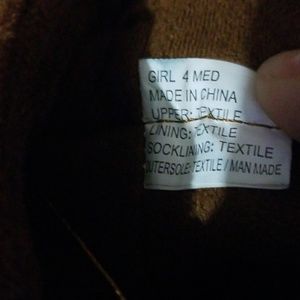 GIRL 4 MED
MADE IN CHINA
UPPER: TEXTILE
LINING: TEXTILE
SOCKLINING: TEXTILE
OUTERSOLE: TEXTILE / MAN MADE